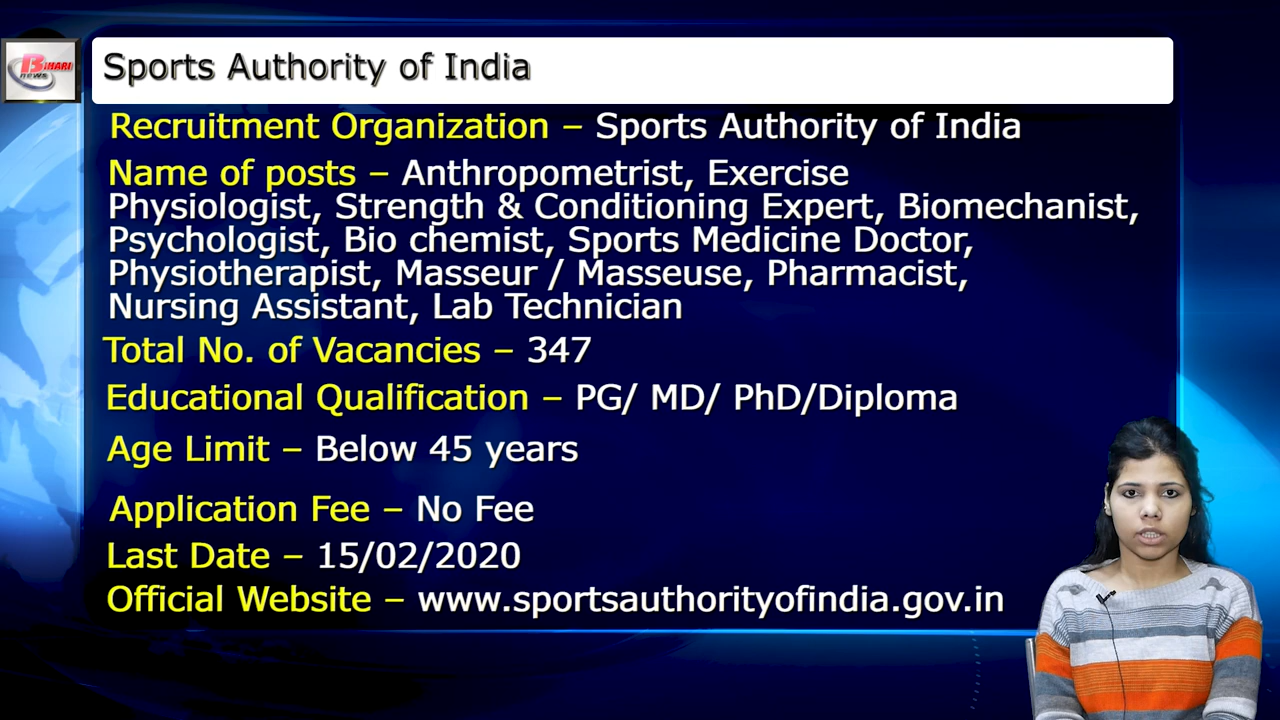 BIHARI
news
Sports Authority of India
Recruitment Organization – Sports Authority of India
Name of posts – Anthropometrist, Exercise
Physiologist, Strength & Conditioning Expert, Biomechanist,
Psychologist, Bio chemist, Sports Medicine Doctor,
Physiotherapist, Masseur / Masseuse, Pharmacist,
Nursing Assistant, Lab Technician
Total No. of Vacancies – 347
Educational Qualification – PG/ MD/ PhD/Diploma
Age Limit – Below 45 years
Application Fee – No Fee
Last Date – 15/02/2020
Official Website – www.sportsauthorityofindia.gov.in